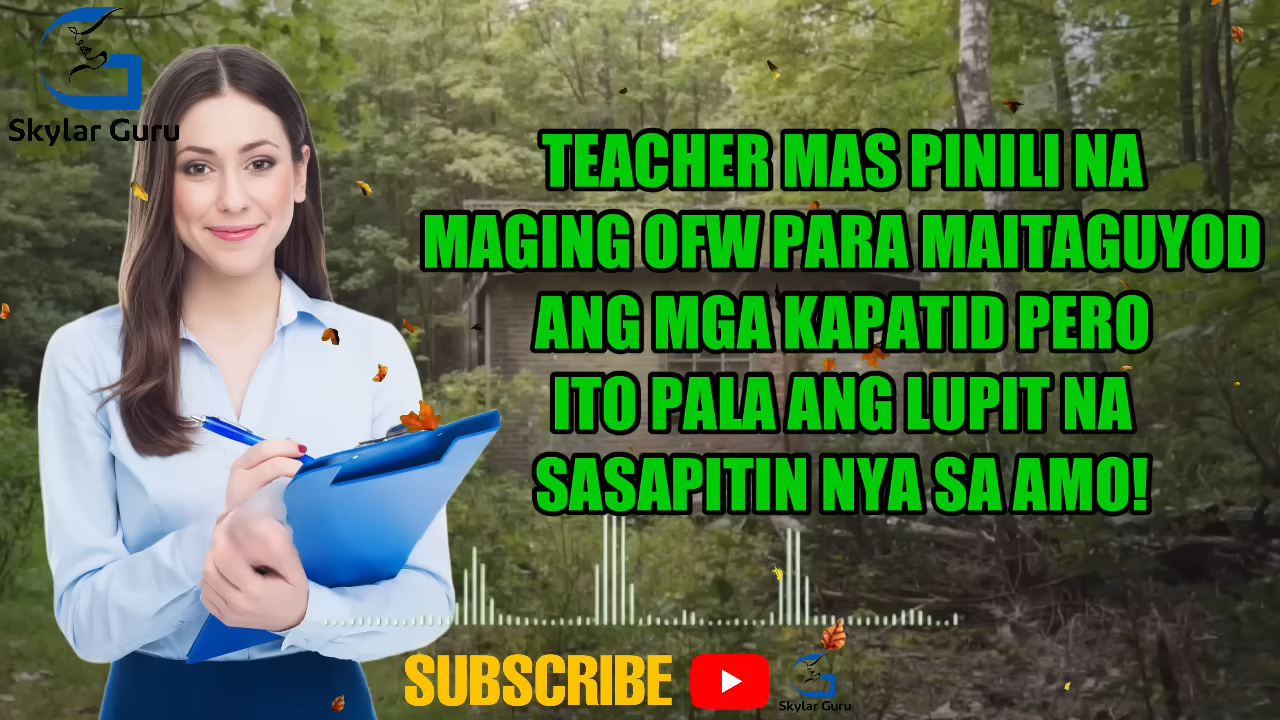 Skylar Guru
TEACHER MAS PINILI NA
MAGING OFW PARA MAITAGUYOD
ANG MGA KAPATID PERO
ITO PALA ANG LUPIT NA
SASAPITIN NYA SA AMO!
SUBSCRIBE
Skylar Guru